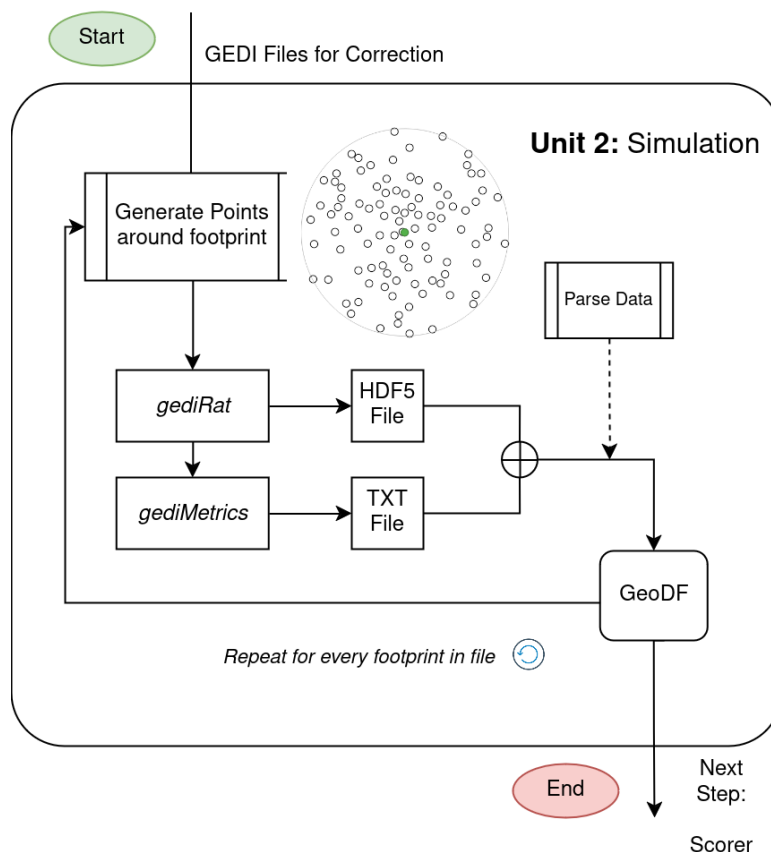 Start
GEDI Files for Correction
Unit 2: Simulation
Generate Points
around footprint
Parse Data
gediRat
HDF5
File
gediMetrics
TXT
File
GeoDF
Repeat for every footprint in file
End
Next
Step:
Scorer